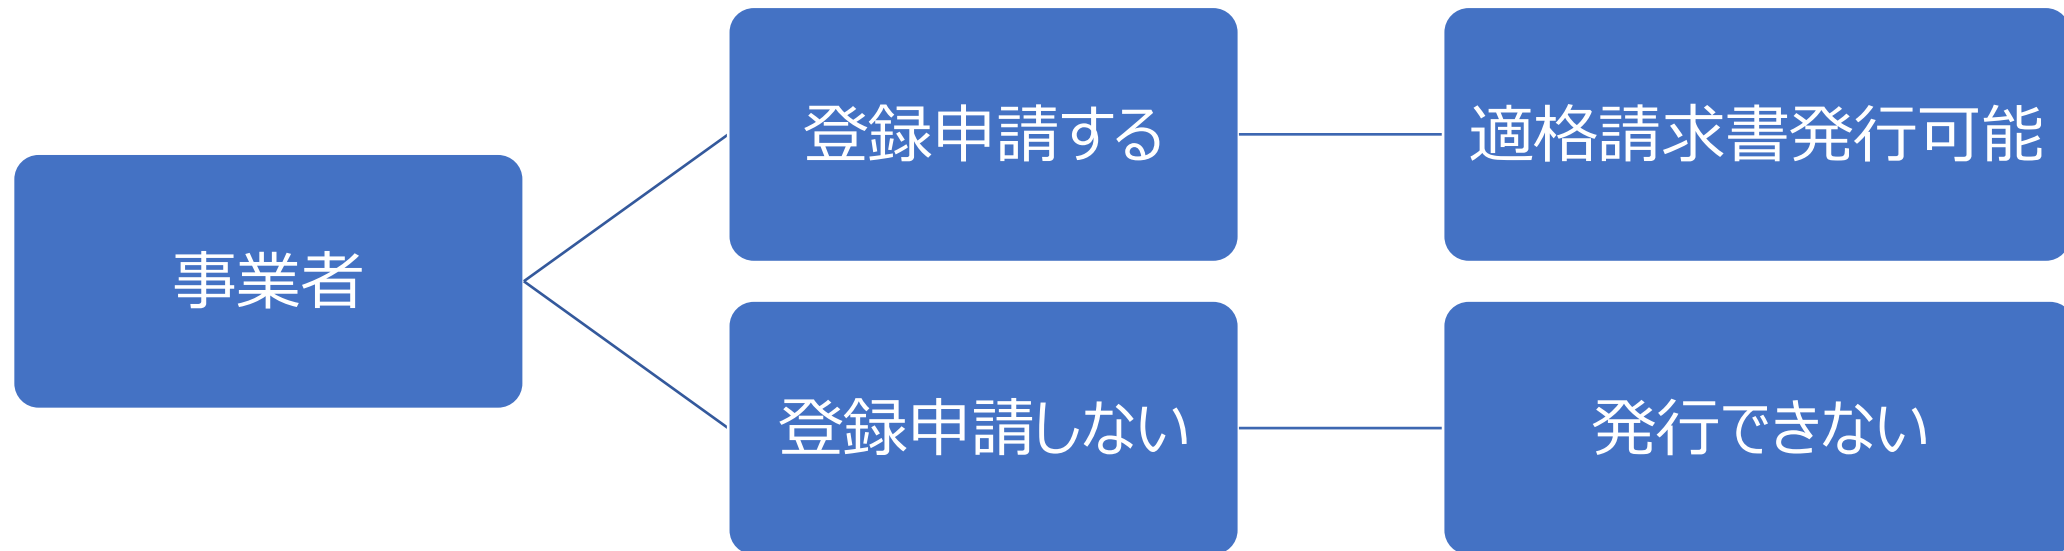 事業者
登録申請する
適格請求書発行可能
登録申請しない
発行できない